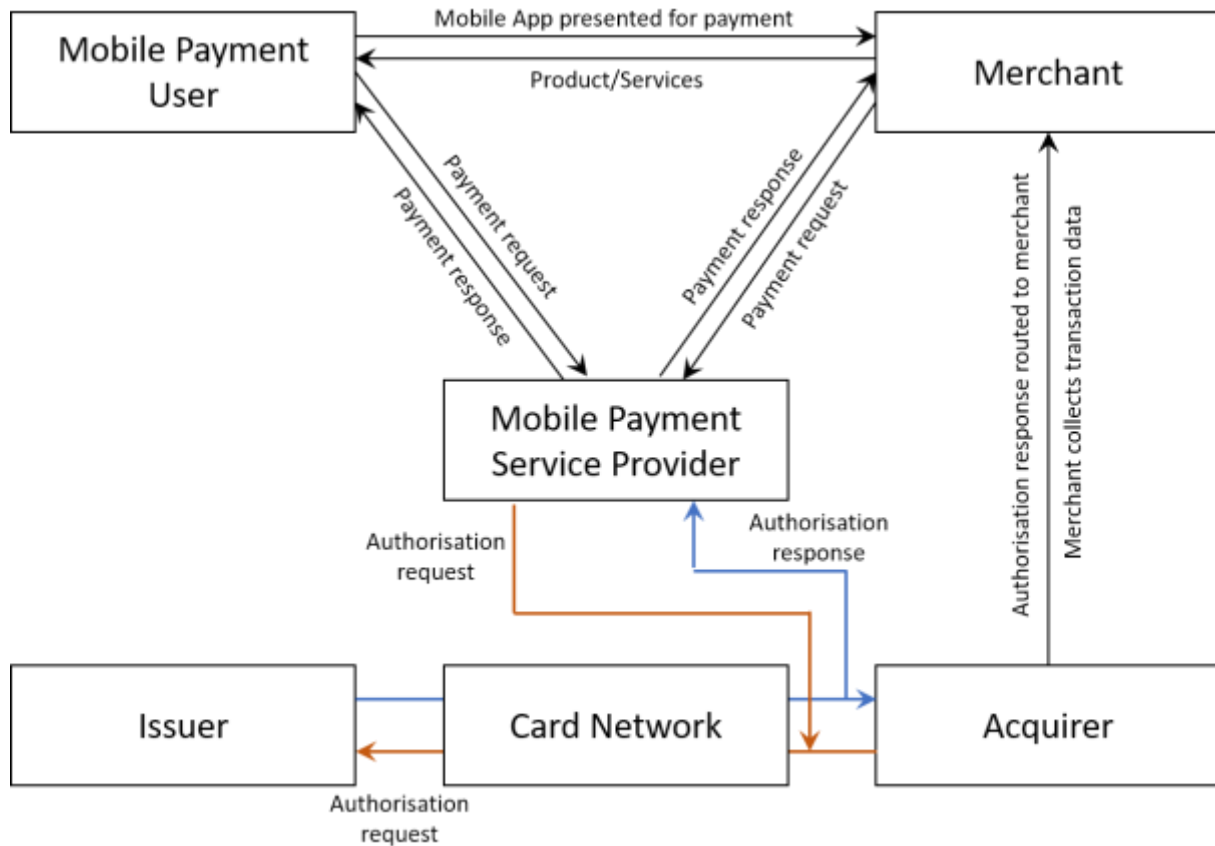 Mobile App presented for payment
Mobile Payment
User
Merchant
Product/Services
Payment request
Payment response
Payment response
Payment request
Authorisation response routed to merchant
Merchant collects transaction data
Mobile Payment
Service Provider
Authorisation
request
Authorisation
response
Issuer
Card Network
Acquirer
Authorisation
request